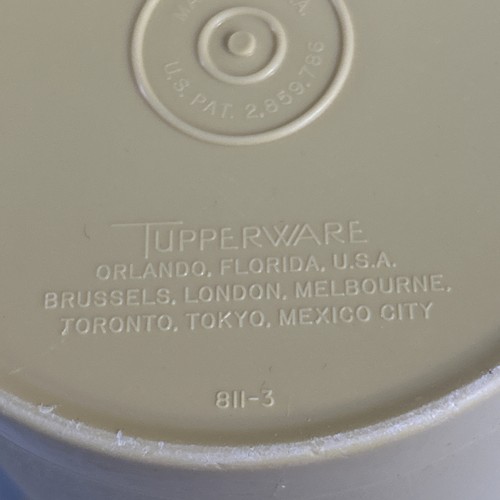 U.S. PAT. 2,859,786
TUPPERWARE
ORLANDO, FLORIDA, U.S.A.
BRUSSELS, LONDON, MELBOURNE,
TORONTO, TOKYO, MEXICO CITY
811-3